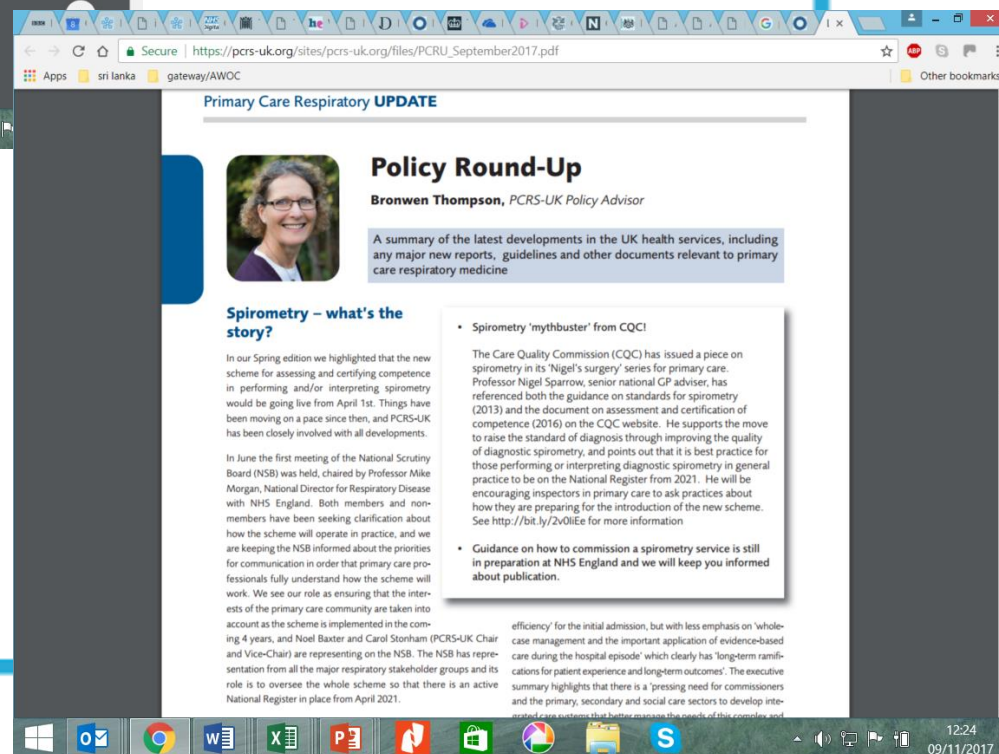 Secure https://pcrs-uk.org/sites/pcrs-uk.org/files/PCRU_September2017.pdf
Apps sri lanka gateway/AWOC Other bookmarks
Primary Care Respiratory UPDATE
Policy Round-Up
Bronwen Thompson, PCRS-UK Policy Advisor
A summary of the latest developments in the UK health services, including
any major new reports, guidelines and other documents relevant to primary
care respiratory medicine
Spirometry – what's the
story?
In our Spring edition we highlighted that the new
scheme for assessing and certifying competence
in performing and/or interpreting spirometry
would be going live from April 1st. Things have
been moving on a pace since then, and PCRS-UK
has been closely involved with all developments.
In June the first meeting of the National Scrutiny
Board (NSB) was held, chaired by Professor Mike
Morgan, National Director for Respiratory Disease
with NHS England. Both members and non-
members have been seeking clarification about
how the scheme will operate in practice, and we
are keeping the NSB informed about the priorities
for communication in order that primary care pro-
fessionals fully understand how the scheme will
work. We see our role as ensuring that the inter-
ests of the primary care community are taken into
account as the scheme is implemented in the com-
ing 4 years, and Noel Baxter and Carol Stonham (PCRS-UK Chair
and Vice-Chair) are representing on the NSB. The NSB has repre-
sentation from all the major respiratory stakeholder groups and its
role is to oversee the whole scheme so that there is an active
National Register in place from April 2021.
• Spirometry 'mythbuster' from CQC!
The Care Quality Commission (CQC) has issued a piece on
spirometry in its 'Nigel's surgery' series for primary care.
Professor Nigel Sparrow, senior national GP adviser, has
referenced both the guidance on standards for spirometry
(2013) and the document on assessment and certification of
competence (2016) on the CQC website. He supports the move
to raise the standard of diagnosis through improving the quality
of diagnostic spirometry, and points out that it is best practice for
those performing or interpreting diagnostic spirometry in general
practice to be on the National Register from 2021. He will be
encouraging inspectors in primary care to ask practices about
how they are preparing for the introduction of the new scheme.
See http://bit.ly/2v0IiEe for more information
• Guidance on how to commission a spirometry service is still
in preparation at NHS England and we will keep you informed
about publication.
efficiency' for the initial admission, but with less emphasis on 'whole-
case management and the important application of evidence-based
care during the hospital episode' which clearly has 'long-term ramifi-
cations for patient experience and long-term outcomes'. The executive
summary highlights that there is a 'pressing need for commissioners
and the primary, secondary and social care sectors to develop inte-
grated care systems that better manage the needs of this complex and
12:24
09/11/2017